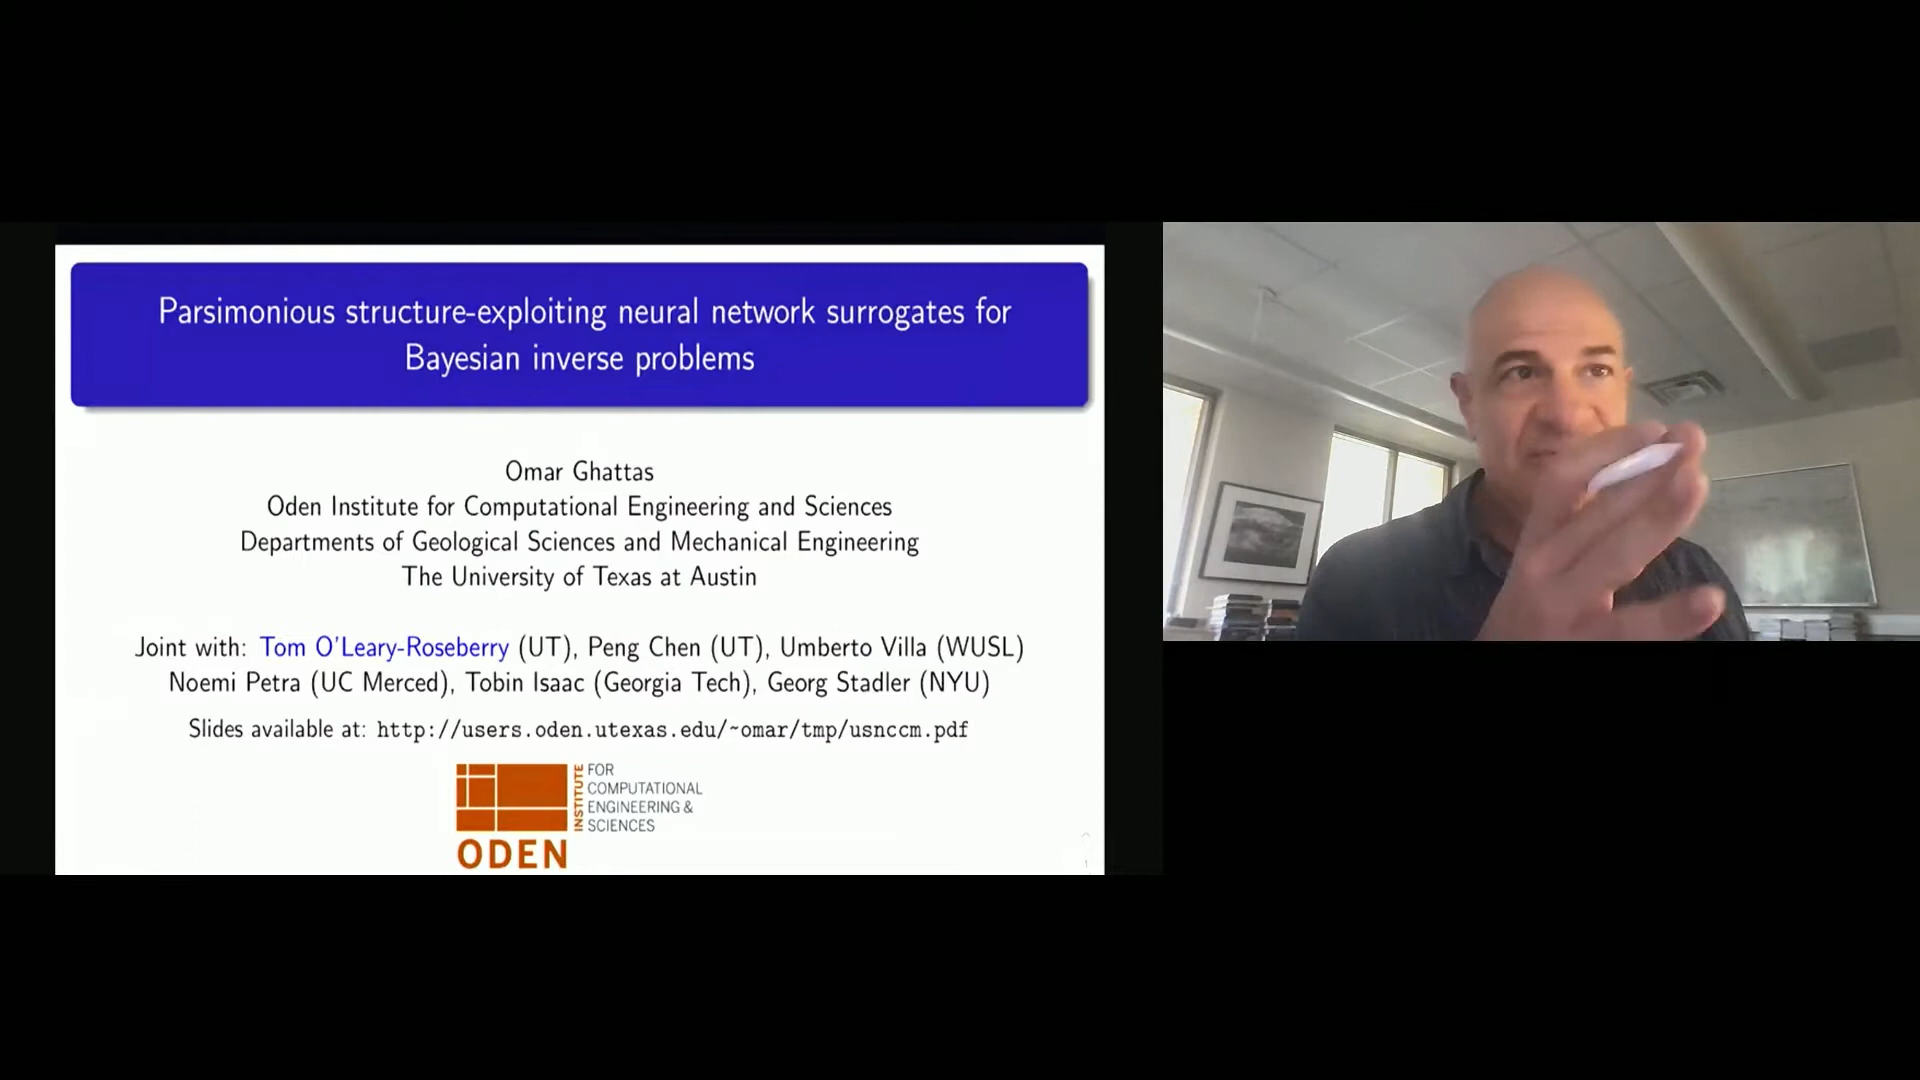 Parsimonious structure-exploiting neural network surrogates for
Bayesian inverse problems
Omar Ghattas
Oden Institute for Computational Engineering and Sciences
Departments of Geological Sciences and Mechanical Engineering
The University of Texas at Austin
Joint with: Tom O'Leary-Roseberry (UT), Peng Chen (UT), Umberto Villa (WUSL)
Noemi Petra (UC Merced), Tobin Isaac (Georgia Tech), Georg Stadler (NYU)
Slides available at: http://users.oden.utexas.edu/~omar/tmp/usnccm.pdf
INSTITUTE
FOR
COMPUTATIONAL
ENGINEERING &
SCIENCES
ODEN
1